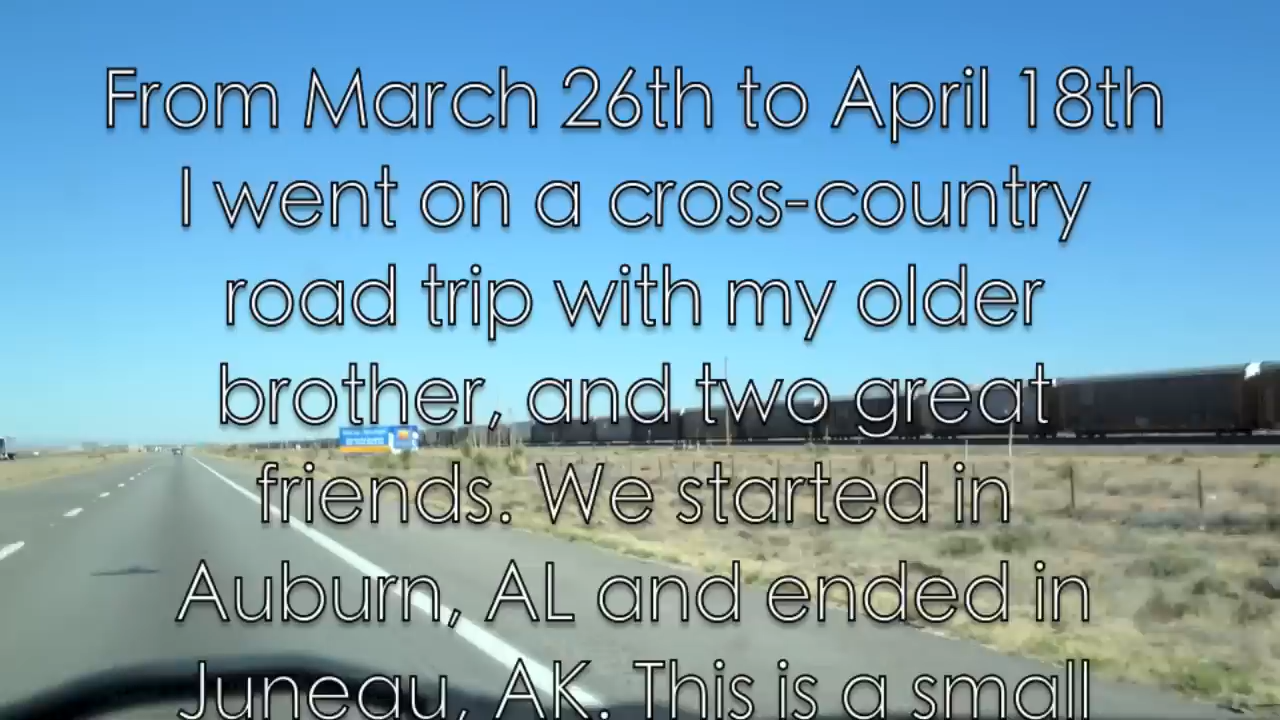 From March 26th to April 18th
I went on a cross-country
road trip with my older
brother, and two great
friends. We started in
Auburn, AL and ended in
Juneau, AK. This is a small